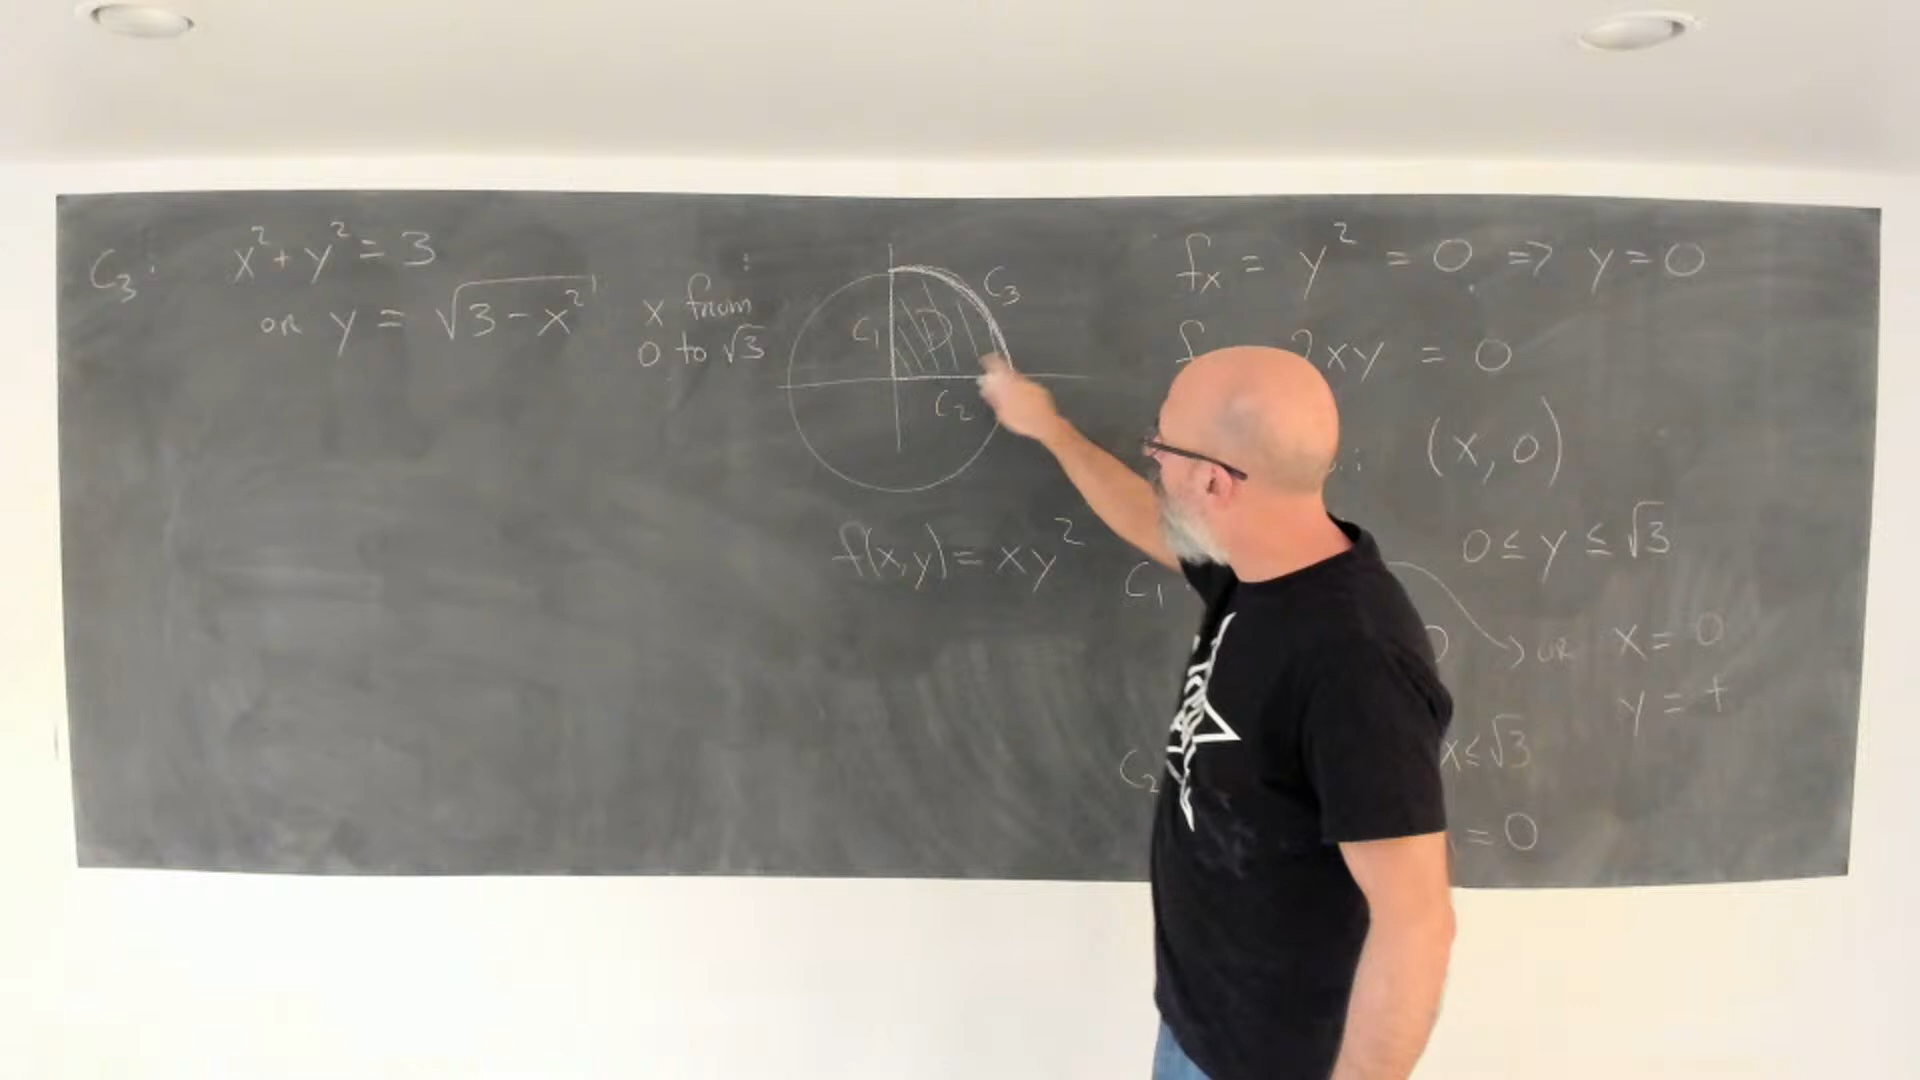 C₃: x² + y² = 3
or y = √(3 - x²)
x from
0 to √3
C₁
D
C₃
C₂
f(x,y) = xy²
fₓ = y² = 0 ⇒ y = 0
2xy = 0
(x, 0)
C₁
0 ≤ y ≤ √3
or x = 0
y = t
C₂
x ≤ √3
= 0